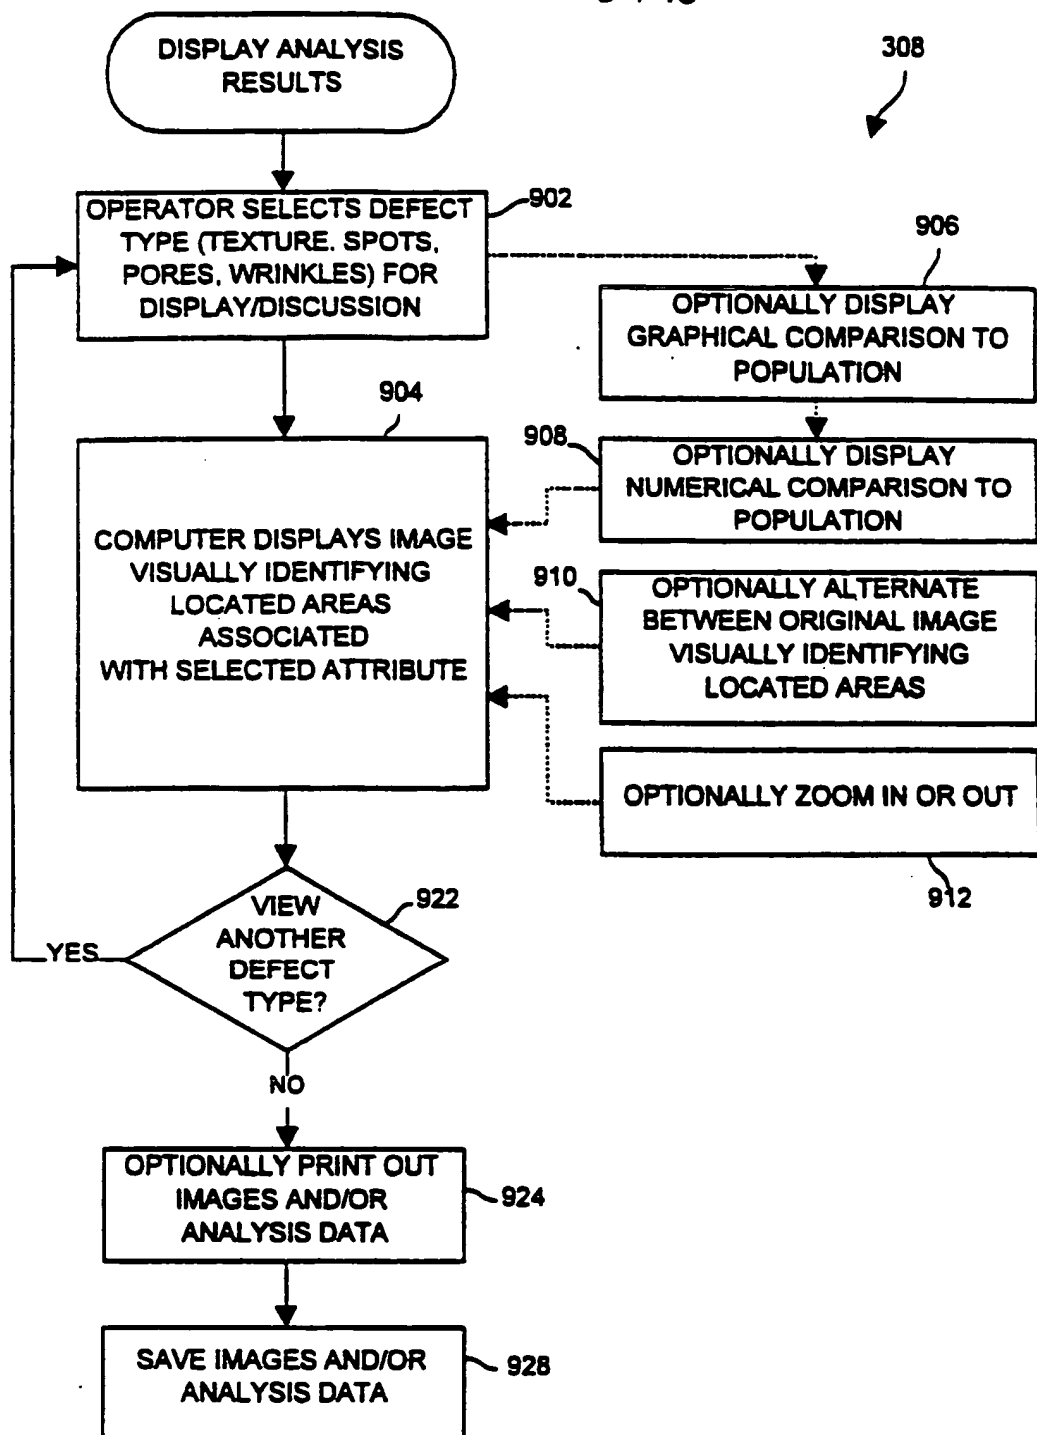 DISPLAY ANALYSIS
RESULTS
308
OPERATOR SELECTS DEFECT
TYPE (TEXTURE. SPOTS,
PORES, WRINKLES) FOR
DISPLAY/DISCUSSION
902
906
OPTIONALLY DISPLAY
GRAPHICAL COMPARISON TO
POPULATION
904
908
OPTIONALLY DISPLAY
NUMERICAL COMPARISON TO
POPULATION
COMPUTER DISPLAYS IMAGE
VISUALLY IDENTIFYING
LOCATED AREAS
ASSOCIATED
WITH SELECTED ATTRIBUTE
910
OPTIONALLY ALTERNATE
BETWEEN ORIGINAL IMAGE
VISUALLY IDENTIFYING
LOCATED AREAS
OPTIONALLY ZOOM IN OR OUT
912
VIEW
ANOTHER
DEFECT
TYPE?
922
YES
NO
OPTIONALLY PRINT OUT
IMAGES AND/OR
ANALYSIS DATA
924
SAVE IMAGES AND/OR
ANALYSIS DATA
928